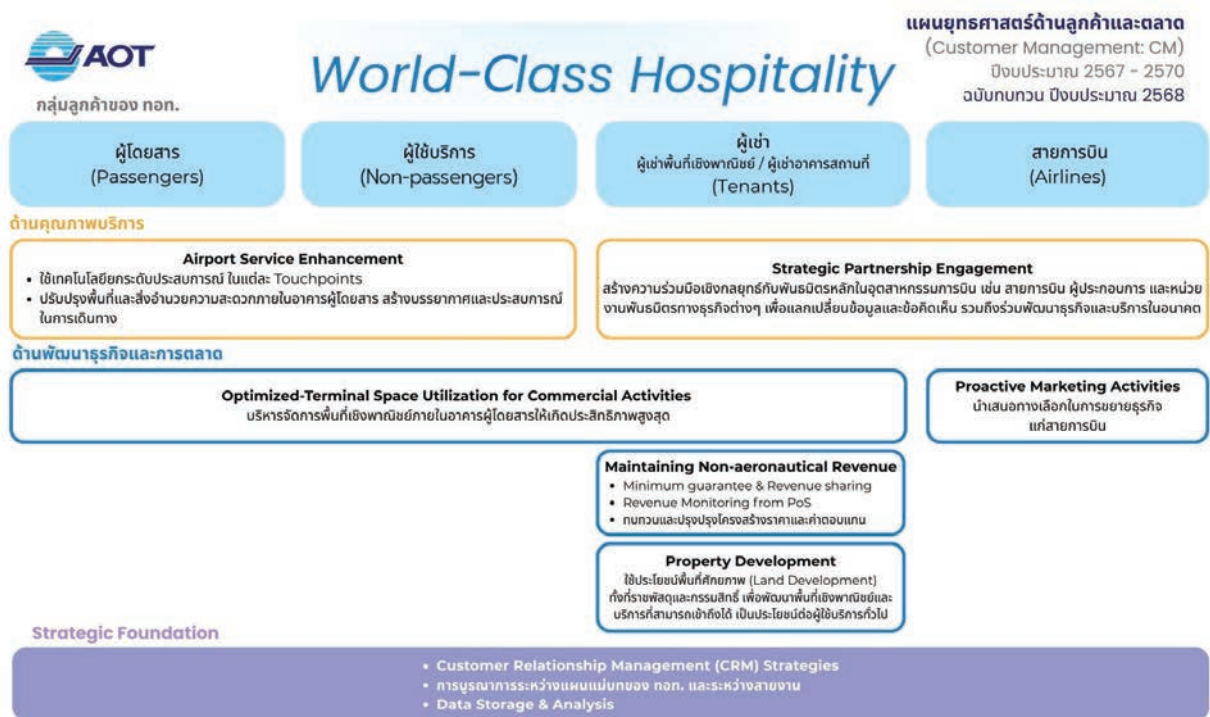 AOT
กลุ่มลูกค้าของ ทอท.
World-Class Hospitality
แผนยุทธศาสตร์ด้านลูกค้าและตลาด
(Customer Management: CM)
ปีงบประมาณ 2567 - 2570
ฉบับทบทวน ปีงบประมาณ 2568
ผู้โดยสาร
(Passengers)
ผู้ใช้บริการ
(Non-passengers)
ผู้เช่า
ผู้เช่าพื้นที่เชิงพาณิชย์ / ผู้เช่าอาคารสถานที่
(Tenants)
สายการบิน
(Airlines)
ด้านคุณภาพบริการ
Airport Service Enhancement
• ใช้เทคโนโลยียกระดับประสบการณ์ ในแต่ละ Touchpoints
• ปรับปรุงพื้นที่และสิ่งอำนวยความสะดวกภายในอาคารผู้โดยสาร สร้างบรรยากาศและประสบการณ์
ในการเดินทาง
Strategic Partnership Engagement
สร้างความร่วมมือเชิงกลยุทธ์กับพันธมิตรหลักในอุตสาหกรรมการบิน เช่น สายการบิน ผู้ประกอบการ และหน่วย
งานพันธมิตรทางธุรกิจต่างๆ เพื่อแลกเปลี่ยนข้อมูลและข้อคิดเห็น รวมถึงร่วมพัฒนาธุรกิจและบริการในอนาคต
ด้านพัฒนาธุรกิจและการตลาด
Optimized-Terminal Space Utilization for Commercial Activities
บริหารจัดการพื้นที่เชิงพาณิชย์ภายในอาคารผู้โดยสารให้เกิดประสิทธิภาพสูงสุด
Proactive Marketing Activities
นำเสนอทางเลือกในการขยายธุรกิจ
แก่สายการบิน
Maintaining Non-aeronautical Revenue
• Minimum guarantee & Revenue sharing
• Revenue Monitoring from PoS
• ทบทวนและปรุงปรุงโครงสร้างราคาและค่าตอบแทน
Property Development
ใช้ประโยชน์พื้นที่ศักยภาพ (Land Development)
ทั้งที่ราชพัสดุและกรรมสิทธิ์ เพื่อพัฒนาพื้นที่เชิงพาณิชย์และ
บริการที่สามารถเข้าถึงได้ เป็นประโยชน์ต่อผู้ใช้บริการทั่วไป
Strategic Foundation
• Customer Relationship Management (CRM) Strategies
• การบูรณาการระหว่างแผนแม่บทของ ทอท. และระหว่างสายงาน
• Data Storage & Analysis